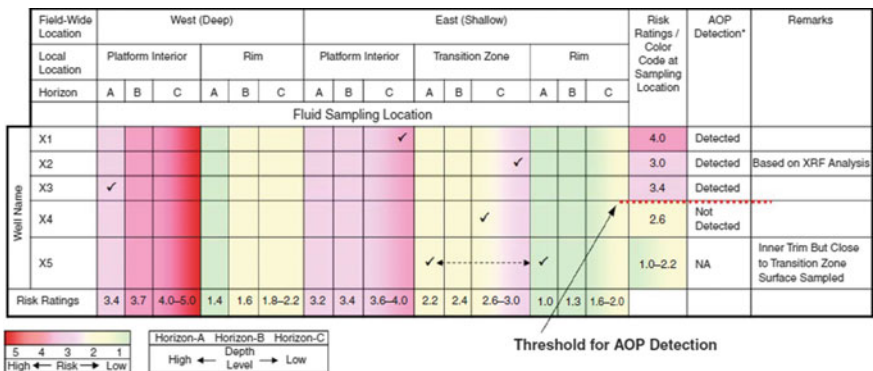 Field-Wide Location West (Deep) East (Shallow) Risk Ratings / Color Code at Sampling Location AOP Detection* Remarks
Local Location Platform Interior Rim Platform Interior Transition Zone Rim
Horizon A B C A B C A B C A B C A B C
Fluid Sampling Location
Well Name
X1 ✓ 4.0 Detected
X2 ✓ 3.0 Detected Based on XRF Analysis
X3 ✓ 3.4 Detected
X4 ✓ 2.6 Not Detected
X5 ✓ ✓ 1.0–2.2 NA Inner Trim But Close to Transition Zone Surface Sampled
Risk Ratings 3.4 3.7 4.0–5.0 1.4 1.6 1.8–2.2 3.2 3.4 3.6–4.0 2.2 2.4 2.6–3.0 1.0 1.3 1.6–2.0
5 4 3 2 1
High ← Risk → Low
Horizon-A Horizon-B Horizon-C
High ← Depth Level → Low
Threshold for AOP Detection